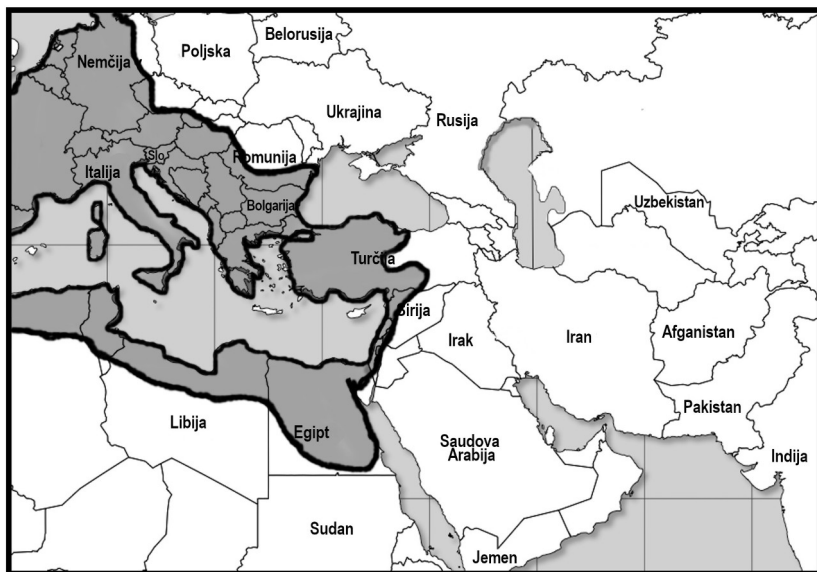 Belorusija
Poljska
Nemčija
Ukrajina
Rusija
Slo
Romunija
Italija
Uzbekistan
Bolgarija
Turčija
Sirija
Irak
Iran
Afganistan
Pakistan
Libija
Egipt
Saudova
Arabija
Indija
Sudan
Jemen